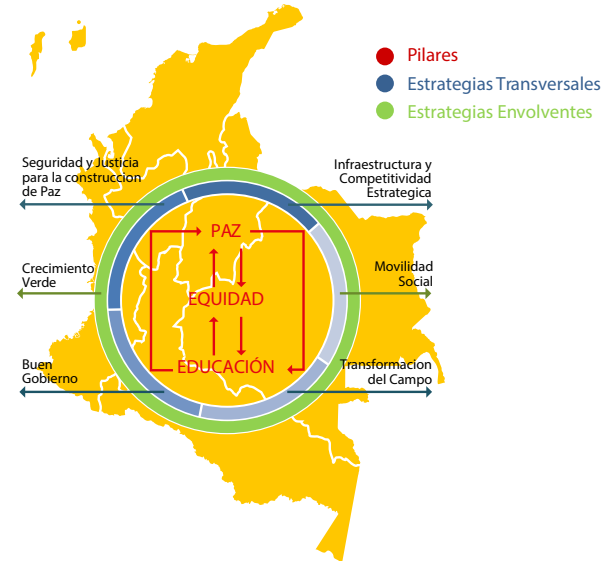 Pilares
Estrategias Transversales
Estrategias Envolventes
Seguridad y Justicia
para la construccion
de Paz
Infraestructura y
Competitividad
Estrategica
PAZ
Crecimiento
Verde
Movilidad
Social
EQUIDAD
Buen
Gobierno
EDUCACIÓN
Transformacion
del Campo